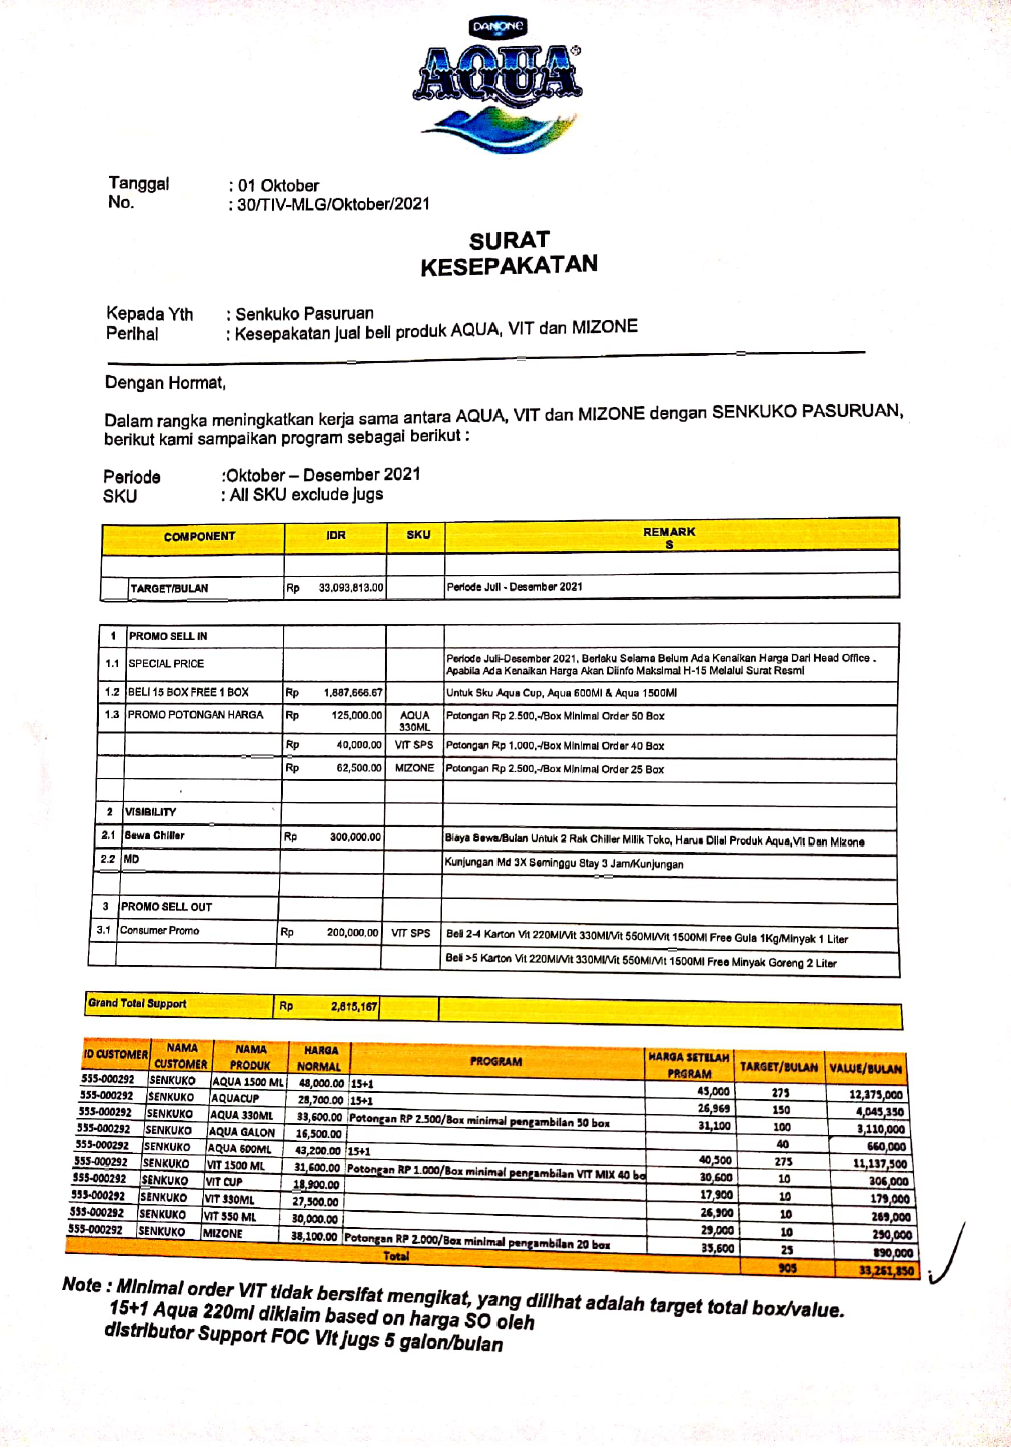 DANONE
AQUA®
Tanggal : 01 Oktober
No. : 30/TIV-MLG/Oktober/2021
SURAT
KESEPAKATAN
Kepada Yth : Senkuko Pasuruan
Perihal : Kesepakatan jual beli produk AQUA, VIT dan MIZONE
Dengan Hormat,
Dalam rangka meningkatkan kerja sama antara AQUA, VIT dan MIZONE dengan SENKUKO PASURUAN,
berikut kami sampaikan program sebagai berikut :
Periode :Oktober – Desember 2021
SKU : All SKU exclude jugs
COMPONENT IDR SKU REMARK
S
TARGET/BULAN Rp 33,093,813.00 Periode Juli - Desember 2021
1 PROMO SELL IN
1.1 SPECIAL PRICE Periode Juli-Desember 2021, Berlaku Selama Belum Ada Kenaikan Harga Dari Head Office .
Apabila Ada Kenaikan Harga Akan Diinfo Maksimal H-15 Melalui Surat Resmi
1.2 BELI 15 BOX FREE 1 BOX Rp 1,887,666.67 Untuk Sku Aqua Cup, Aqua 600Ml & Aqua 1500Ml
1.3 PROMO POTONGAN HARGA Rp 125,000.00 AQUA 330ML Potongan Rp 2.500,-/Box Minimal Order 50 Box
Rp 40,000.00 VIT SPS Potongan Rp 1.000,-/Box Minimal Order 40 Box
Rp 62,500.00 MIZONE Potongan Rp 2.500,-/Box Minimal Order 25 Box
2 VISIBILITY
2.1 Sewa Chiller Rp 300,000.00 Biaya Sewa/Bulan Untuk 2 Rak Chiller Milik Toko, Harus Diisi Produk Aqua,Vit Dan Mizone
2.2 MD Kunjungan Md 3X Seminggu Stay 3 Jam/Kunjungan
3 PROMO SELL OUT
3.1 Consumer Promo Rp 200,000.00 VIT SPS Beli 2-4 Karton Vit 220Ml/Vit 330Ml/Vit 550Ml/Vit 1500Ml Free Gula 1Kg/Minyak 1 Liter
Beli >5 Karton Vit 220Ml/Vit 330Ml/Vit 550Ml/Vit 1500Ml Free Minyak Goreng 2 Liter
Grand Total Support Rp 2,615,167
ID CUSTOMER NAMA CUSTOMER NAMA PRODUK HARGA NORMAL PROGRAM HARGA SETELAH PRGRAM TARGET/BULAN VALUE/BULAN
555-000292 SENKUKO AQUA 1500 ML 48,000.00 15+1 45,000 275 12,375,000
555-000292 SENKUKO AQUACUP 28,700.00 15+1 26,969 150 4,045,350
555-000292 SENKUKO AQUA 330ML 33,600.00 Potongan RP 2.500/Box minimal pengambilan 50 box 31,100 100 3,110,000
555-000292 SENKUKO AQUA GALON 16,500.00 40 660,000
555-000292 SENKUKO AQUA 600ML 43,200.00 15+1 40,500 275 11,137,500
555-000292 SENKUKO VIT 1500 ML 31,600.00 Potongan RP 1.000/Box minimal pengambilan VIT MIX 40 bo 30,600 10 306,000
555-000292 SENKUKO VIT CUP 18,900.00 17,900 10 179,000
555-000292 SENKUKO VIT 330ML 27,500.00 26,900 10 269,000
555-000292 SENKUKO VIT 550 ML 30,000.00 29,000 10 290,000
555-000292 SENKUKO MIZONE 38,100.00 Potongan RP 2.000/Box minimal pengambilan 20 box 35,600 25 890,000
Total 905 33,261,850
Note : Minimal order VIT tidak bersifat mengikat, yang dilihat adalah target total box/value.
15+1 Aqua 220ml diklaim based on harga SO oleh
distributor Support FOC Vit jugs 5 galon/bulan